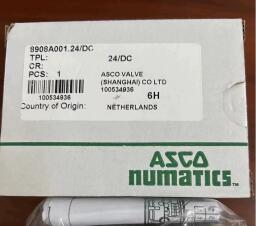 8908A001.24/DC
TPL: 24/DC
CR:
PCS: 1 ASCO VALVE
(SHANGHAI) CO LTD
100534936
6H
100534936
Country of Origin: NETHERLANDS
ASCO
numatics™